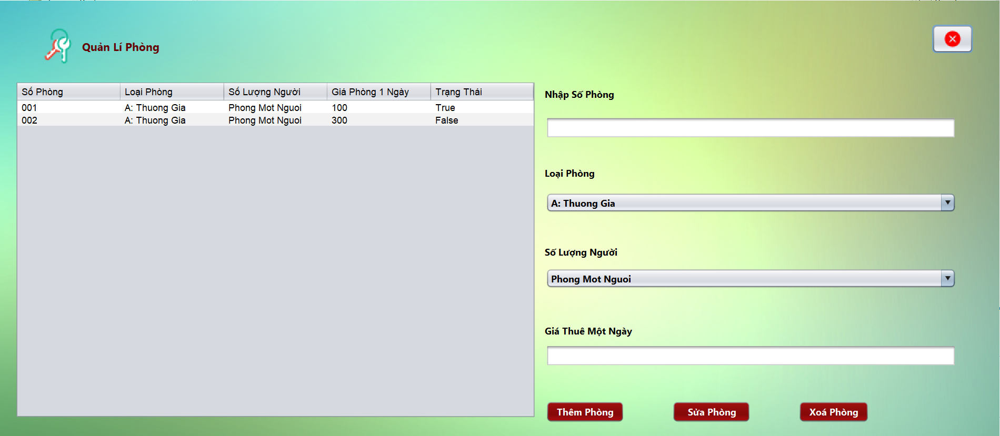 Quản Lí Phòng
Số Phòng Loại Phòng Số Lượng Người Giá Phòng 1 Ngày Trạng Thái
001 A: Thuong Gia Phong Mot Nguoi 100 True
002 A: Thuong Gia Phong Mot Nguoi 300 False
Nhập Số Phòng
Loại Phòng
A: Thuong Gia
Số Lượng Người
Phong Mot Nguoi
Giá Thuê Một Ngày
Thêm Phòng Sửa Phòng Xoá Phòng